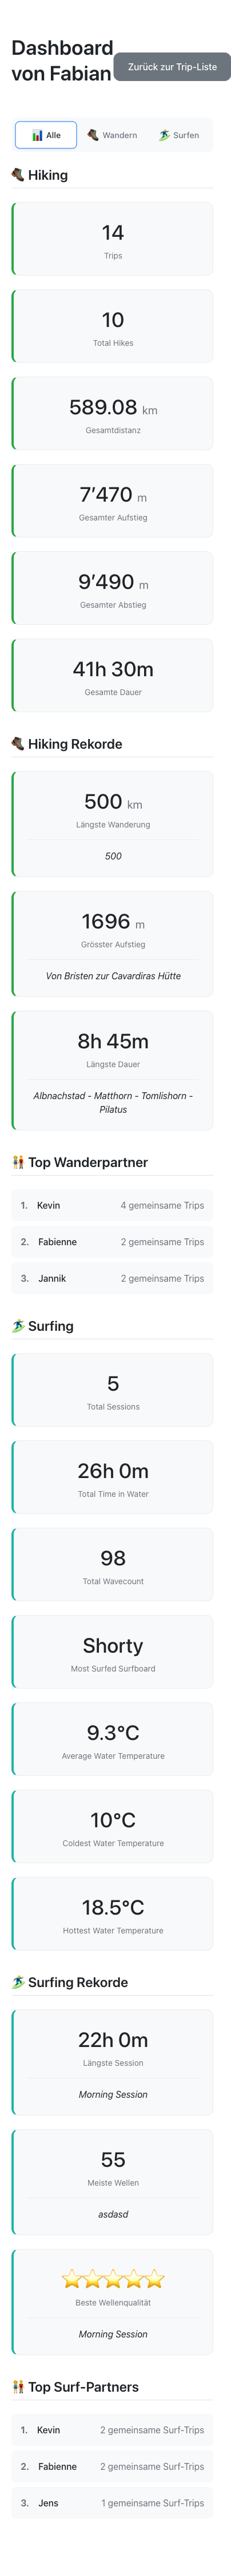 Dashboard
von Fabian
Zurück zur Trip-Liste
Alle
Wandern
Surfen
Hiking
14
Trips
10
Total Hikes
589.08 km
Gesamtdistanz
7’470 m
Gesamter Aufstieg
9’490 m
Gesamter Abstieg
41h 30m
Gesamte Dauer
Hiking Rekorde
500 km
Längste Wanderung
500
1696 m
Grösster Aufstieg
Von Bristen zur Cavardiras Hütte
8h 45m
Längste Dauer
Albnachstad - Matthorn - Tomlishorn -
Pilatus
Top Wanderpartner
1. Kevin 4 gemeinsame Trips
2. Fabienne 2 gemeinsame Trips
3. Jannik 2 gemeinsame Trips
Surfing
5
Total Sessions
26h 0m
Total Time in Water
98
Total Wavecount
Shorty
Most Surfed Surfboard
9.3°C
Average Water Temperature
10°C
Coldest Water Temperature
18.5°C
Hottest Water Temperature
Surfing Rekorde
22h 0m
Längste Session
Morning Session
55
Meiste Wellen
asdasd
Beste Wellenqualität
Morning Session
Top Surf-Partners
1. Kevin 2 gemeinsame Surf-Trips
2. Fabienne 2 gemeinsame Surf-Trips
3. Jens 1 gemeinsame Surf-Trips